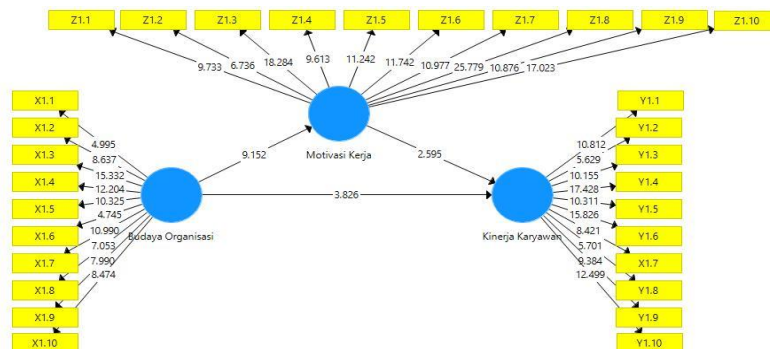 Z1.1
Z1.2
Z1.3
Z1.4
Z1.5
Z1.6
Z1.7
Z1.8
Z1.9
Z1.10
9.733
6.736
18.284
9.613
11.242
11.742
10.977
25.779
10.876
17.023
Motivasi Kerja
9.152
2.595
3.826
X1.1
X1.2
X1.3
X1.4
X1.5
X1.6
X1.7
X1.8
X1.9
X1.10
4.995
8.637
15.332
12.204
10.325
4.745
10.990
7.053
7.990
8.474
Budaya Organisasi
Kinerja Karyawan
10.812
5.629
10.155
17.428
10.311
15.826
8.421
5.701
9.384
12.499
Y1.1
Y1.2
Y1.3
Y1.4
Y1.5
Y1.6
X1.7
Y1.8
Y1.9
Y1.10